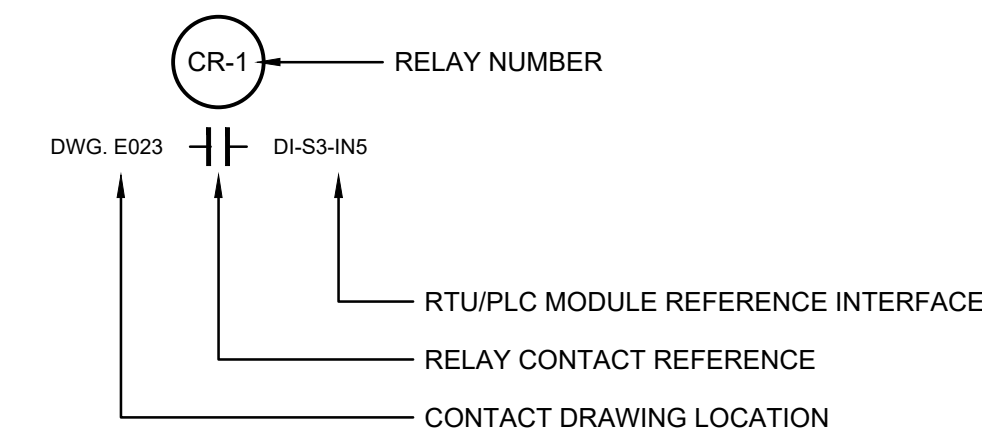 CR-1 RELAY NUMBER
DWG. E023 DI-S3-IN5
RTU/PLC MODULE REFERENCE INTERFACE
RELAY CONTACT REFERENCE
CONTACT DRAWING LOCATION